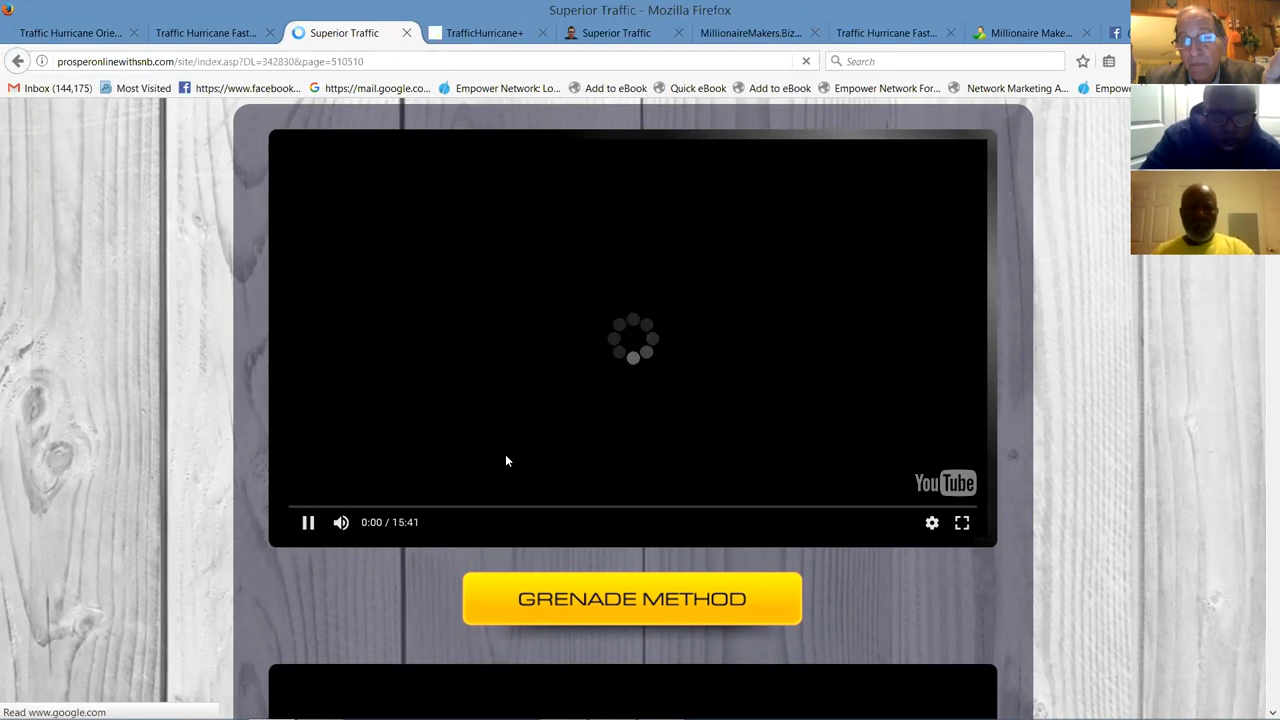 Superior Traffic - Mozilla Firefox
Traffic Hurricane Orie...
Traffic Hurricane Fast...
Superior Traffic
TrafficHurricane+
Superior Traffic
MillionaireMakers.Biz...
Traffic Hurricane Fast...
Millionaire Make...
prosperonlinewithsnb.com/site/index.asp?DL=342830&page=510510
Search
Inbox (144,175)
Most Visited
https://www.facebook...
https://mail.google.co...
Empower Network: Lo...
Add to eBook
Quick eBook
Add to eBook
Empower Network For...
Network Marketing A...
Empowe
YouTube
0:00 / 15:41
GRENADE METHOD
Read www.google.com